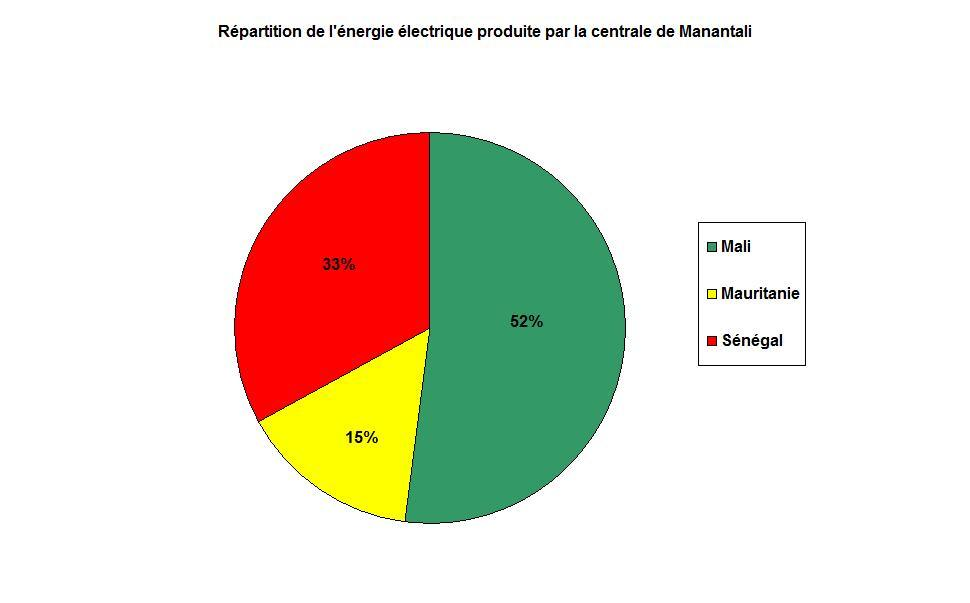 Répartition de l'énergie électrique produite par la centrale de Manantali
33%
52%
15%
Mali
Mauritanie
Sénégal